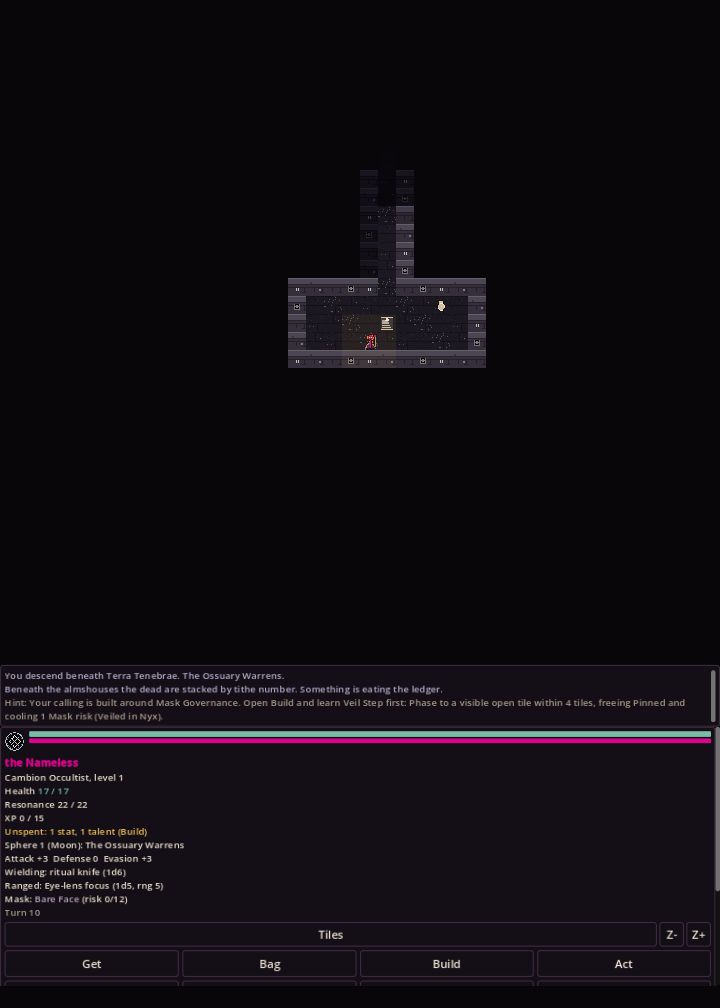 You descend beneath Terra Tenebrae. The Ossuary Warrens.
Beneath the almshouses the dead are stacked by tithe number. Something is eating the ledger.
Hint: Your calling is built around Mask Governance. Open Build and learn Veil Step first: Phase to a visible open tile within 4 tiles, freeing Pinned and
cooling 1 Mask risk (Veiled in Nyx).
the Nameless
Cambion Occultist, level 1
Health 17 / 17
Resonance 22 / 22
XP 0 / 15
Unspent: 1 stat, 1 talent (Build)
Sphere 1 (Moon): The Ossuary Warrens
Attack +3 Defense 0 Evasion +3
Wielding: ritual knife (1d6)
Ranged: Eye-lens focus (1d5, rng 5)
Mask: Bare Face (risk 0/12)
Turn 10
Tiles Z- Z+
Get Bag Build Act